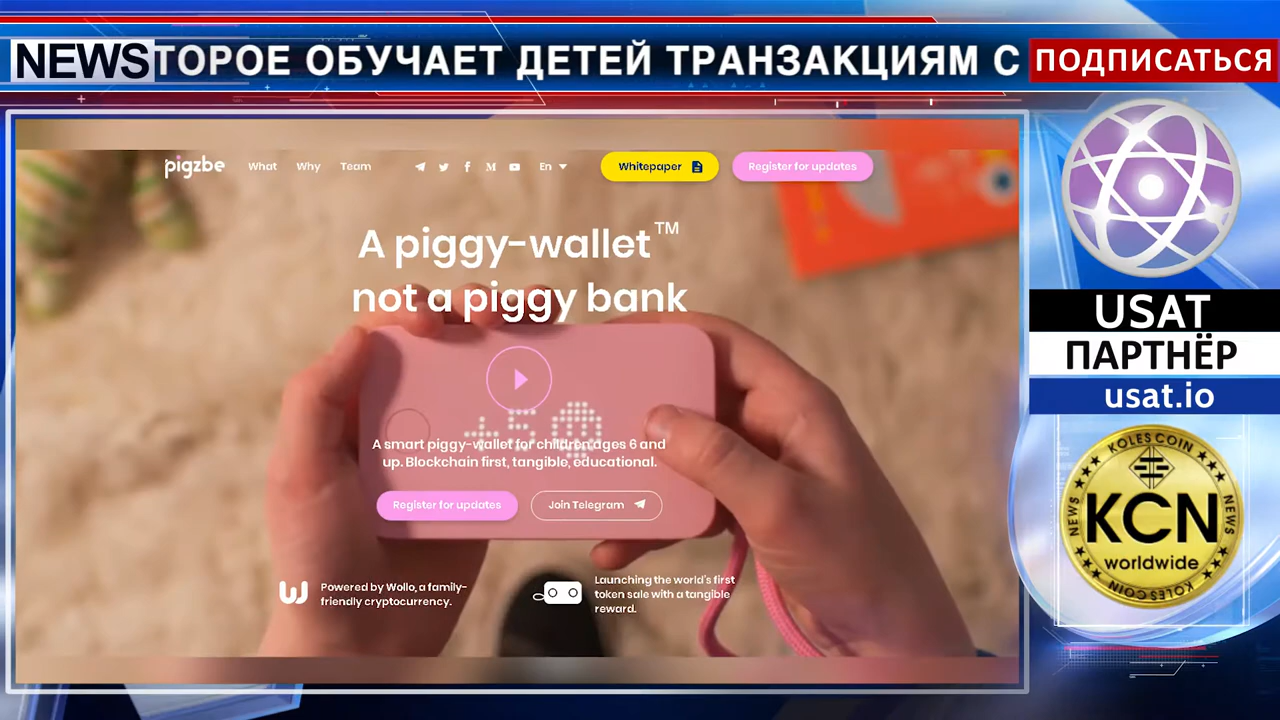 NEWS
ТОРОЕ ОБУЧАЕТ ДЕТЕЙ ТРАНЗАКЦИЯМ С
ПОДПИСАТЬСЯ
pigzbe
What
Why
Team
En
Whitepaper
Register for updates
A piggy-wallet™
not a piggy bank
+5
A smart piggy-wallet for children ages 6 and
up. Blockchain first, tangible, educational.
Register for updates
Join Telegram
Powered by Wollo, a family-
friendly cryptocurrency.
Launching the world's first
token sale with a tangible
reward.
USAT
ПАРТНЁР
usat.io
KOLES COIN
NEWS
KCN
NEWS
worldwide
KOLES COIN